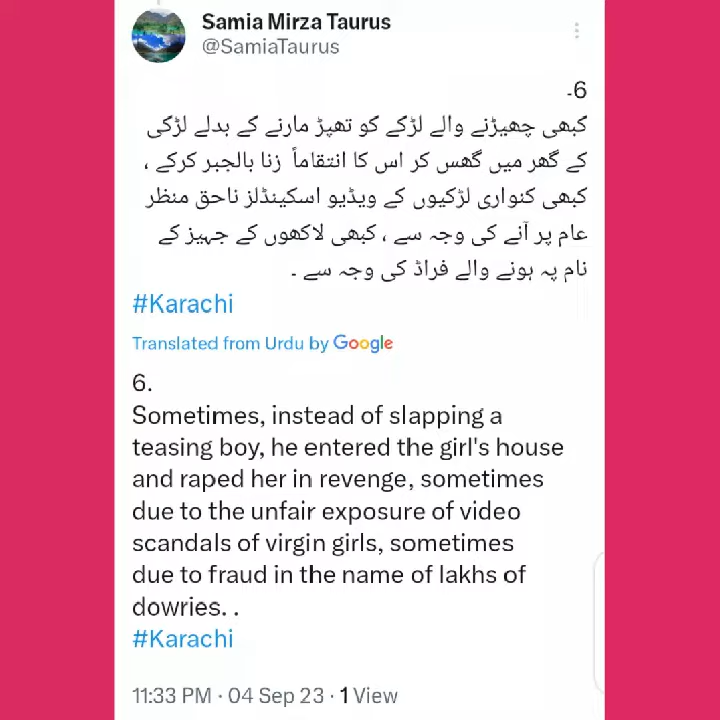 Samia Mirza Taurus
@SamiaTaurus
6-
کبھی چھیڑنے والے لڑکے کو تھپڑ مارنے کے بدلے لڑکی
کے گھر میں گھس کر اس کا انتقاماً زنا بالجبر کرکے ،
کبھی کنواری لڑکیوں کے ویڈیو اسکینڈلز ناحق منظر
عام پر آنے کی وجہ سے ، کبھی لاکھوں کے جہیز کے
نام پہ ہونے والے فراڈ کی وجہ سے ۔
#Karachi
Translated from Urdu by Google
6.
Sometimes, instead of slapping a
teasing boy, he entered the girl's house
and raped her in revenge, sometimes
due to the unfair exposure of video
scandals of virgin girls, sometimes
due to fraud in the name of lakhs of
dowries. .
#Karachi
11:33 PM · 04 Sep 23 · 1 View